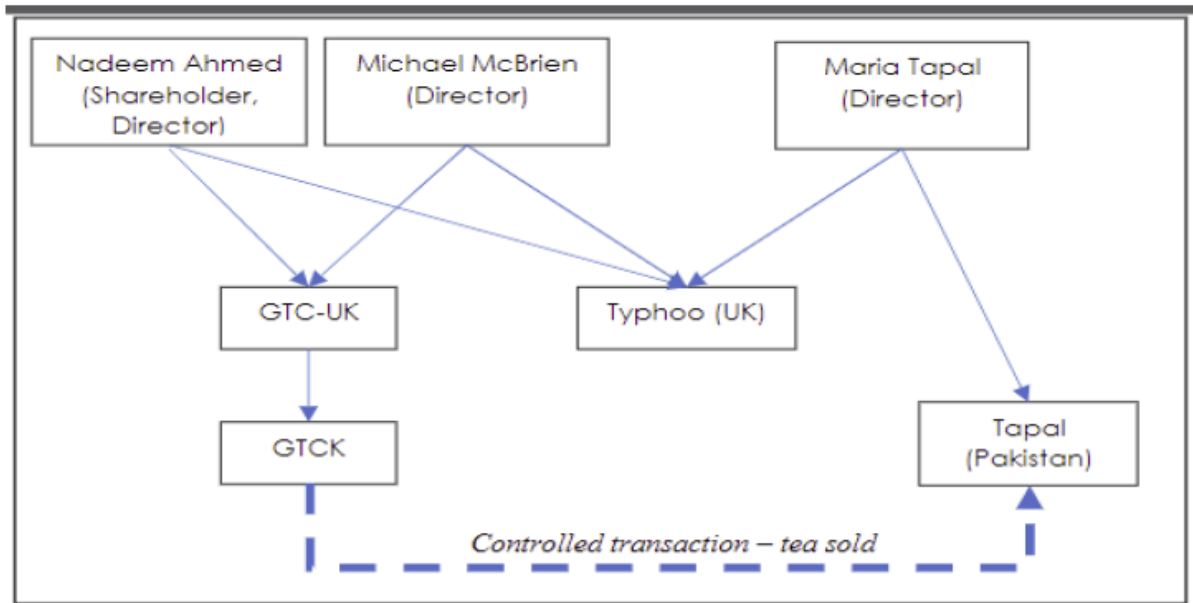 Nadeem Ahmed
(Shareholder,
Director)
Michael McBrien
(Director)
Maria Tapal
(Director)
GTC-UK
Typhoo (UK)
GTCK
Tapal
(Pakistan)
Controlled transaction – tea sold